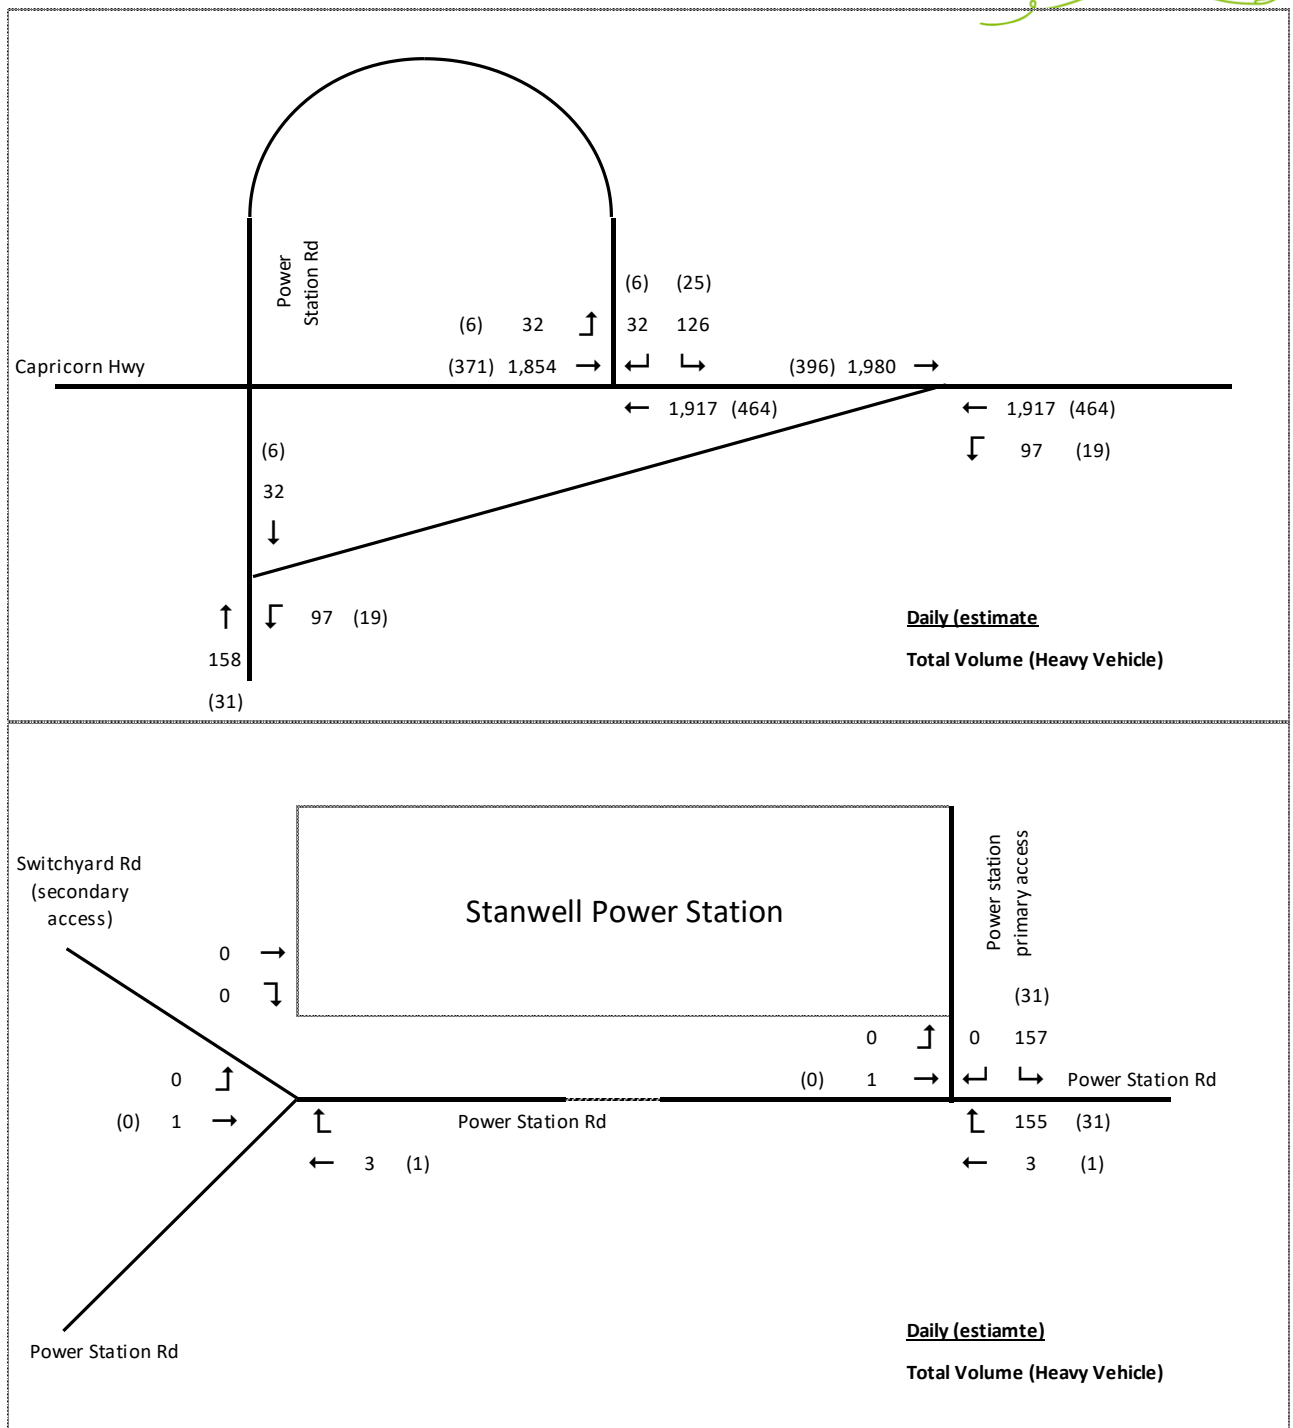 Power
Station Rd
(6) (25)
(6) 32 32 126
Capricorn Hwy (371) 1,854 (396) 1,980
1,917 (464) 1,917 (464)
(6) 97 (19)
32
97 (19) Daily (estimate
158 Total Volume (Heavy Vehicle)
(31)
Switchyard Rd
(secondary
access)
Power station
primary access
Stanwell Power Station
0
0 (31)
0 0 157
0 (0) 1 Power Station Rd
(0) 1 Power Station Rd 155 (31)
3 (1) 3 (1)
Daily (estiamte)
Power Station Rd
Total Volume (Heavy Vehicle)